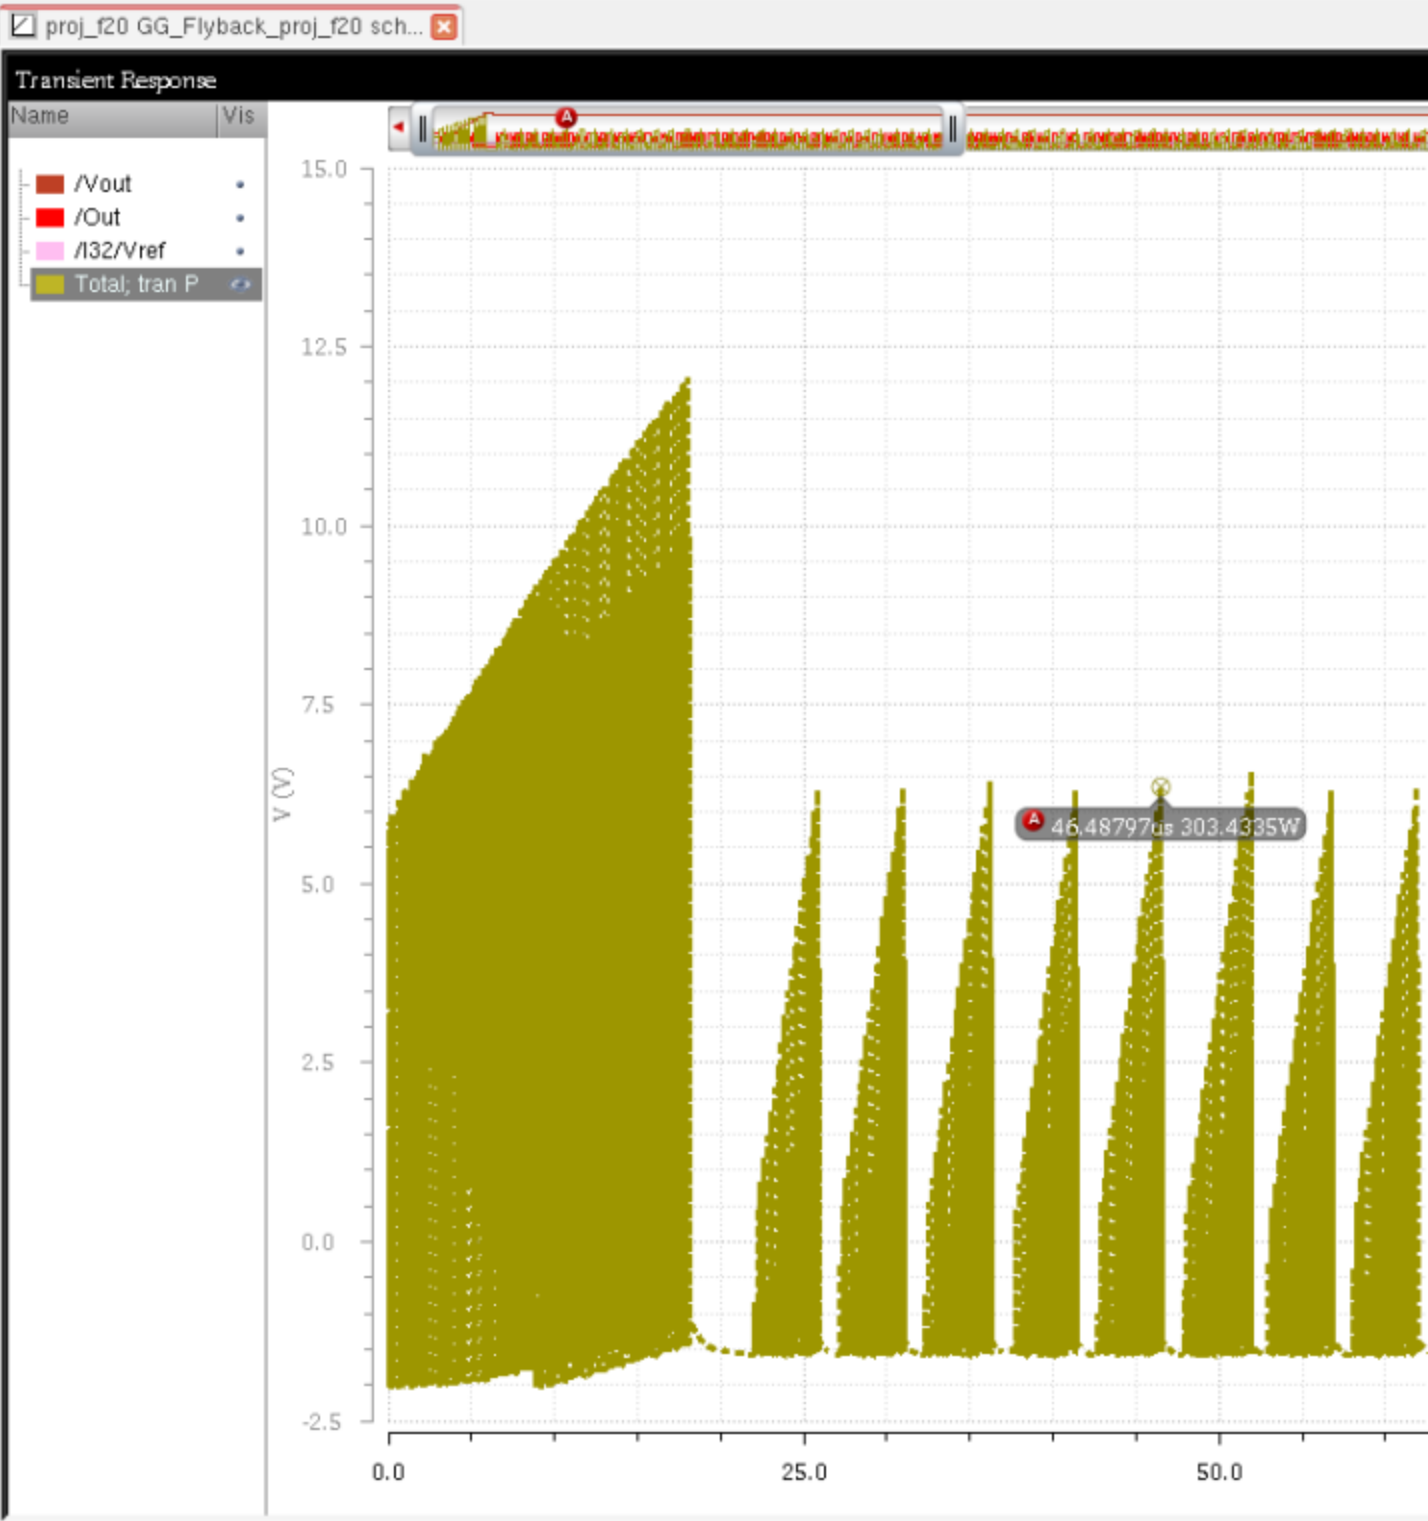 proj_f20 GG_Flyback_proj_f20 sch...
Transient Response
Name Vis
A
/Vout
/Out
/I32/Vref
Total; tran P
15.0
12.5
10.0
7.5
5.0
2.5
0.0
-2.5
V (V)
A 46.48797us 303.4335W
0.0 25.0 50.0